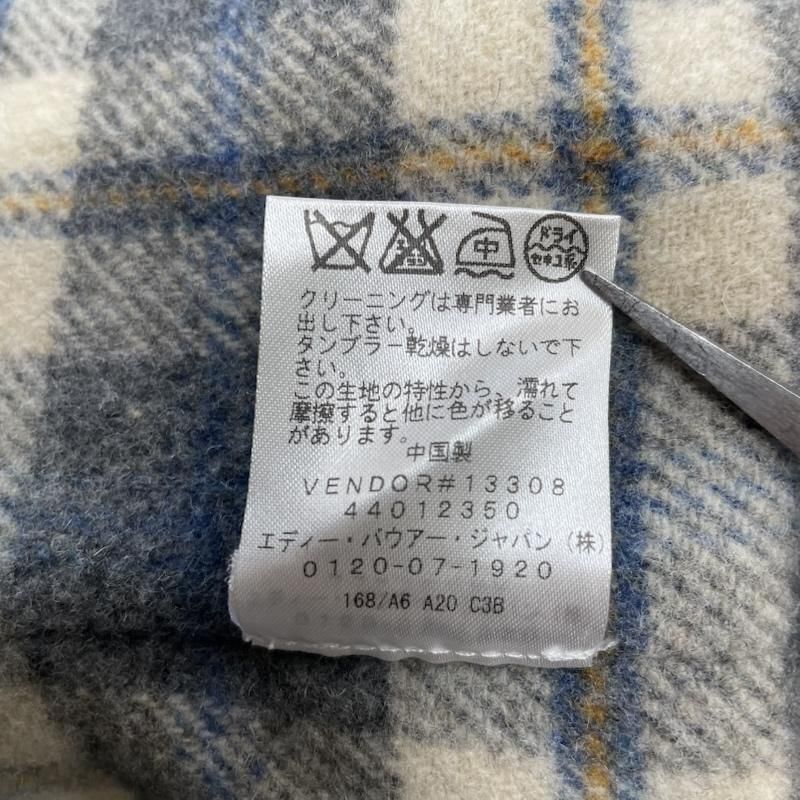 中
ドライ
セキユ系
クリーニングは専門業者にお
出し下さい。
タンブラー乾燥はしないで下
さい。
この生地の特性から、濡れて
摩擦すると他に色が移ること
があります。
中国製
VENDOR#13308
44012350
エディー・バウアー・ジャパン（株）
0120-07-1920
168/A6 A20 C3B